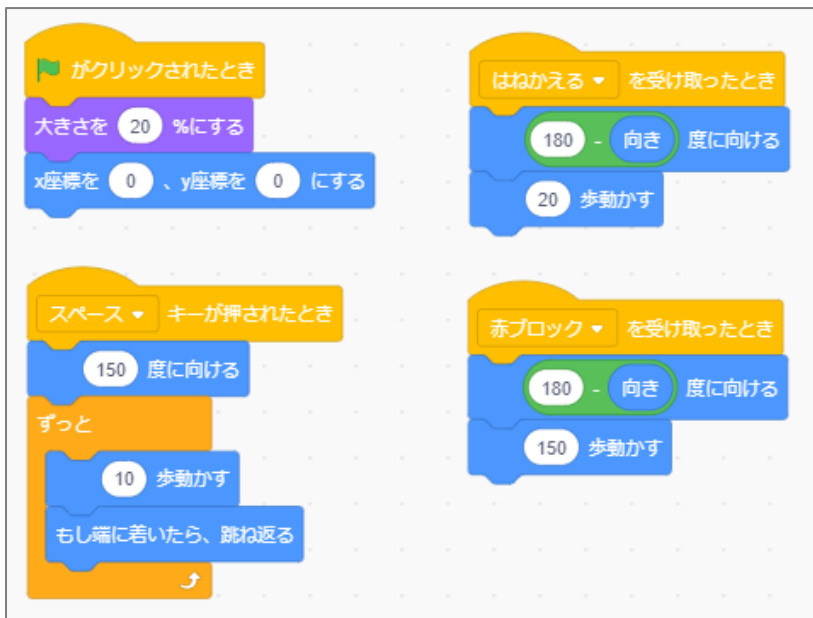 がクリックされたとき
大きさを 20 %にする
x座標を 0 、y座標を 0 にする
スペース キーが押されたとき
150 度に向ける
ずっと
10 歩動かす
もし端に着いたら、跳ね返る
はねかえる を受け取ったとき
180 - 向き 度に向ける
20 歩動かす
赤ブロック を受け取ったとき
180 - 向き 度に向ける
150 歩動かす